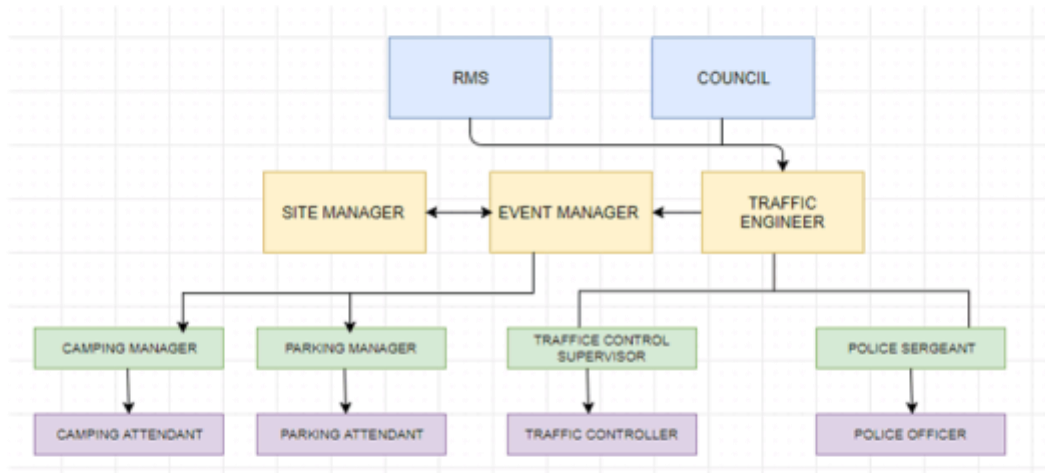 RMS
COUNCIL
SITE MANAGER
EVENT MANAGER
TRAFFIC
ENGINEER
CAMPING MANAGER
PARKING MANAGER
TRAFFICE CONTROL
SUPERVISOR
POLICE SERGEANT
CAMPING ATTENDANT
PARKING ATTENDANT
TRAFFIC CONTROLLER
POLICE OFFICER